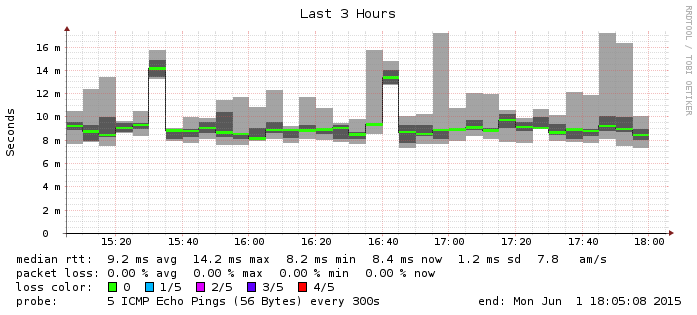 Last 3 Hours
RRDTOOL / TOBI OETIKER
Seconds
16 m
14 m
12 m
10 m
8 m
6 m
4 m
2 m
0
15:20 15:40 16:00 16:20 16:40 17:00 17:20 17:40 18:00
median rtt: 9.2 ms avg 14.2 ms max 8.2 ms min 8.4 ms now 1.2 ms sd 7.8 am/s
packet loss: 0.00 % avg 0.00 % max 0.00 % min 0.00 % now
loss color: 0 1/5 2/5 3/5 4/5
probe: 5 ICMP Echo Pings (56 Bytes) every 300s end: Mon Jun 1 18:05:08 2015